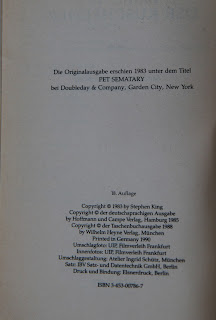 Die Originalausgabe erschien 1983 unter dem Titel
PET SEMATARY
bei Doubleday & Company, Garden City, New York
18. Auflage
Copyright © 1983 by Stephen King
Copyright © der deutschsprachigen Ausgabe
by Hoffmann und Campe Verlag, Hamburg 1985
Copyright © der Taschenbuchausgabe 1988
by Wilhelm Heyne Verlag, München
Printed in Germany 1990
Umschlagfoto: UIP, Filmverleih Frankfurt
Innenfotos: UIP, Filmverleih Frankfurt
Umschlaggestaltung: Atelier Ingrid Schütz, München
Satz: IBV Satz- und Datentechnik GmbH, Berlin
Druck und Bindung: Elsnerdruck, Berlin
ISBN 3-453-00786-7